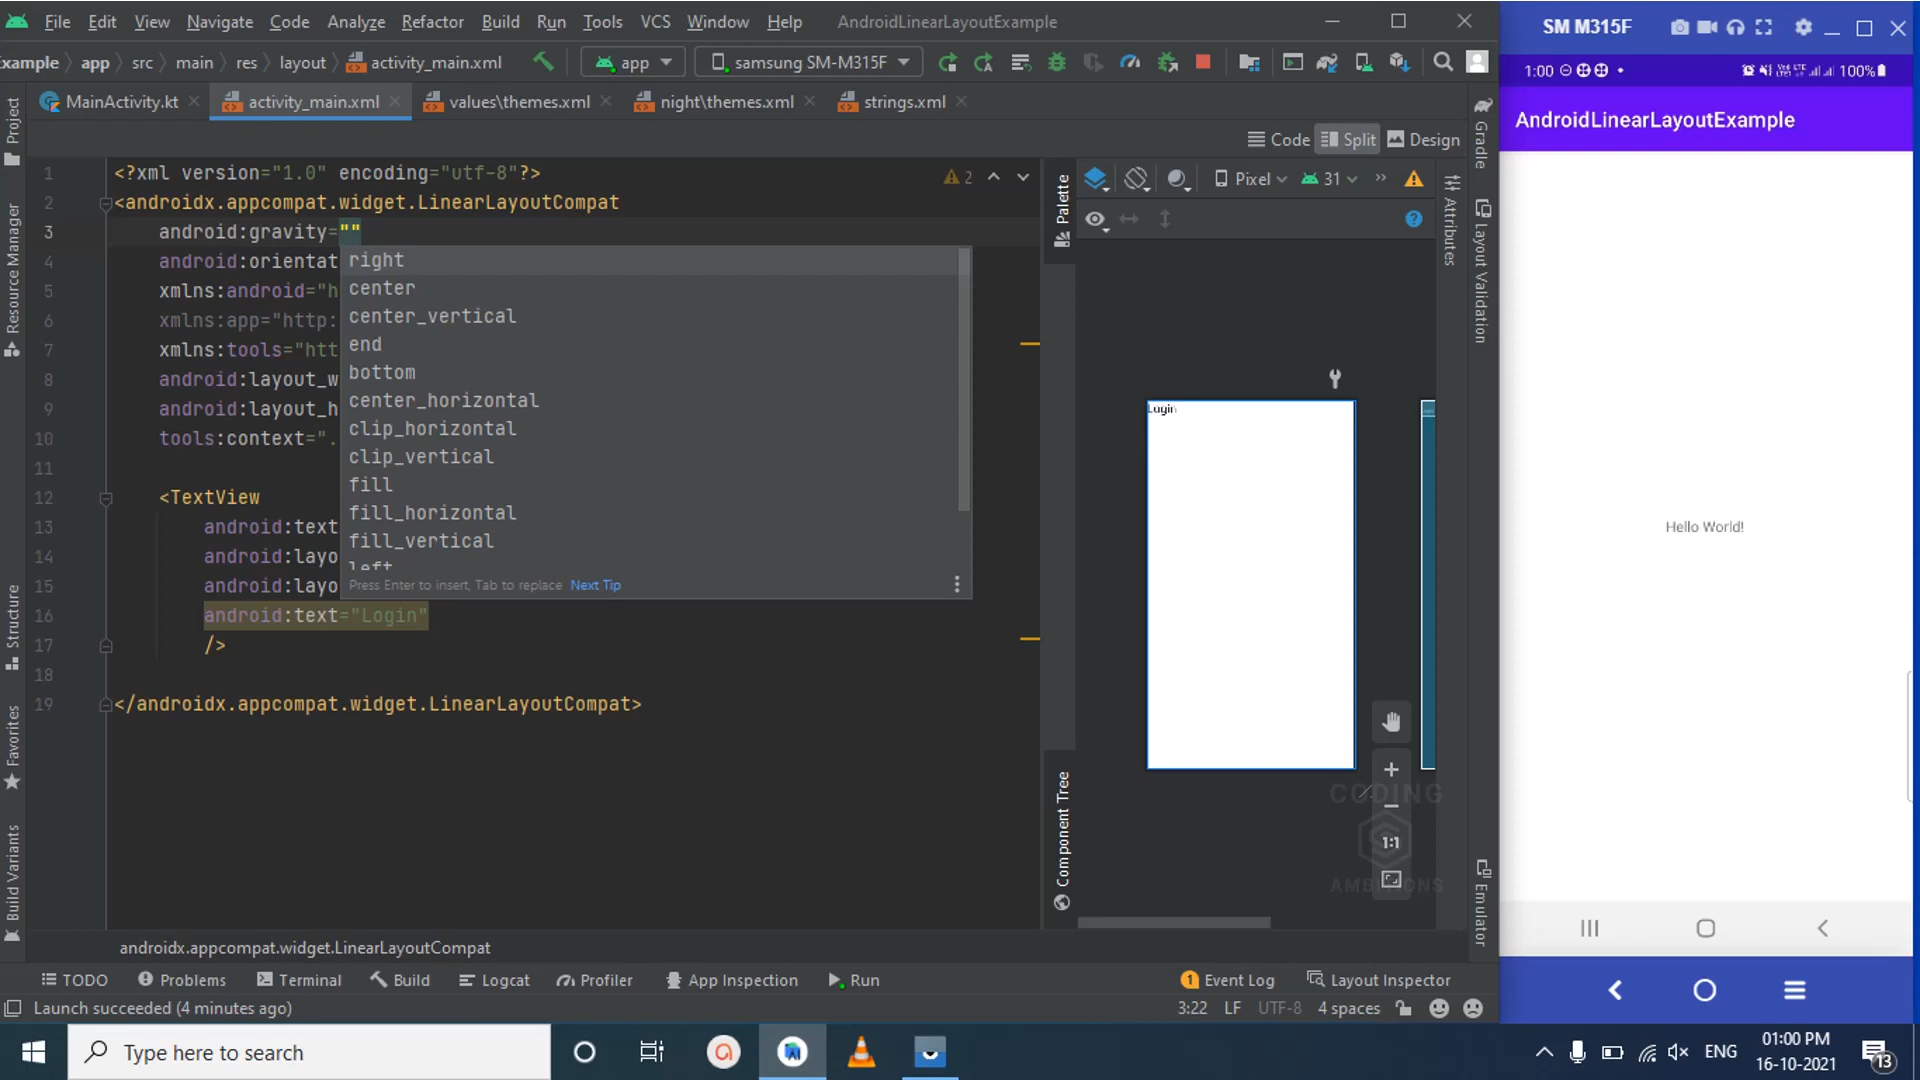 File Edit View Navigate Code Analyze Refactor Build Run Tools VCS Window Help AndroidLinearLayoutExample
xample app src main res layout activity_main.xml app samsung SM-M315F
MainActivity.kt activity_main.xml values\themes.xml night\themes.xml strings.xml
Code Split Design
Project
Resource Manager
Structure
Favorites
Build Variants
1 <?xml version="1.0" encoding="utf-8"?>
2 <androidx.appcompat.widget.LinearLayoutCompat
3 android:gravity=""
4 android:orientat
5 xmlns:android="h
6 xmlns:app="http:
7 xmlns:tools="htt
8 android:layout_w
9 android:layout_h
10 tools:context=".
11
12 <TextView
13 android:text
14 android:layo
15 android:layo
16 android:text="Login"
17 />
18
19 </androidx.appcompat.widget.LinearLayoutCompat>
2
right
center
center_vertical
end
bottom
center_horizontal
clip_horizontal
clip_vertical
fill
fill_horizontal
fill_vertical
left
Press Enter to insert, Tab to replace Next Tip
Palette
Component Tree
Pixel 31
Login
CODING
1:1
AMBITIONS
Attributes
Gradle
Layout Validation
Emulator
androidx.appcompat.widget.LinearLayoutCompat
TODO Problems Terminal Build Logcat Profiler App Inspection Run 1 Event Log Layout Inspector
Launch succeeded (4 minutes ago) 3:22 LF UTF-8 4 spaces
SM M315F
1:00 100%
AndroidLinearLayoutExample
Hello World!
Type here to search
ENG
01:00 PM
16-10-2021
13